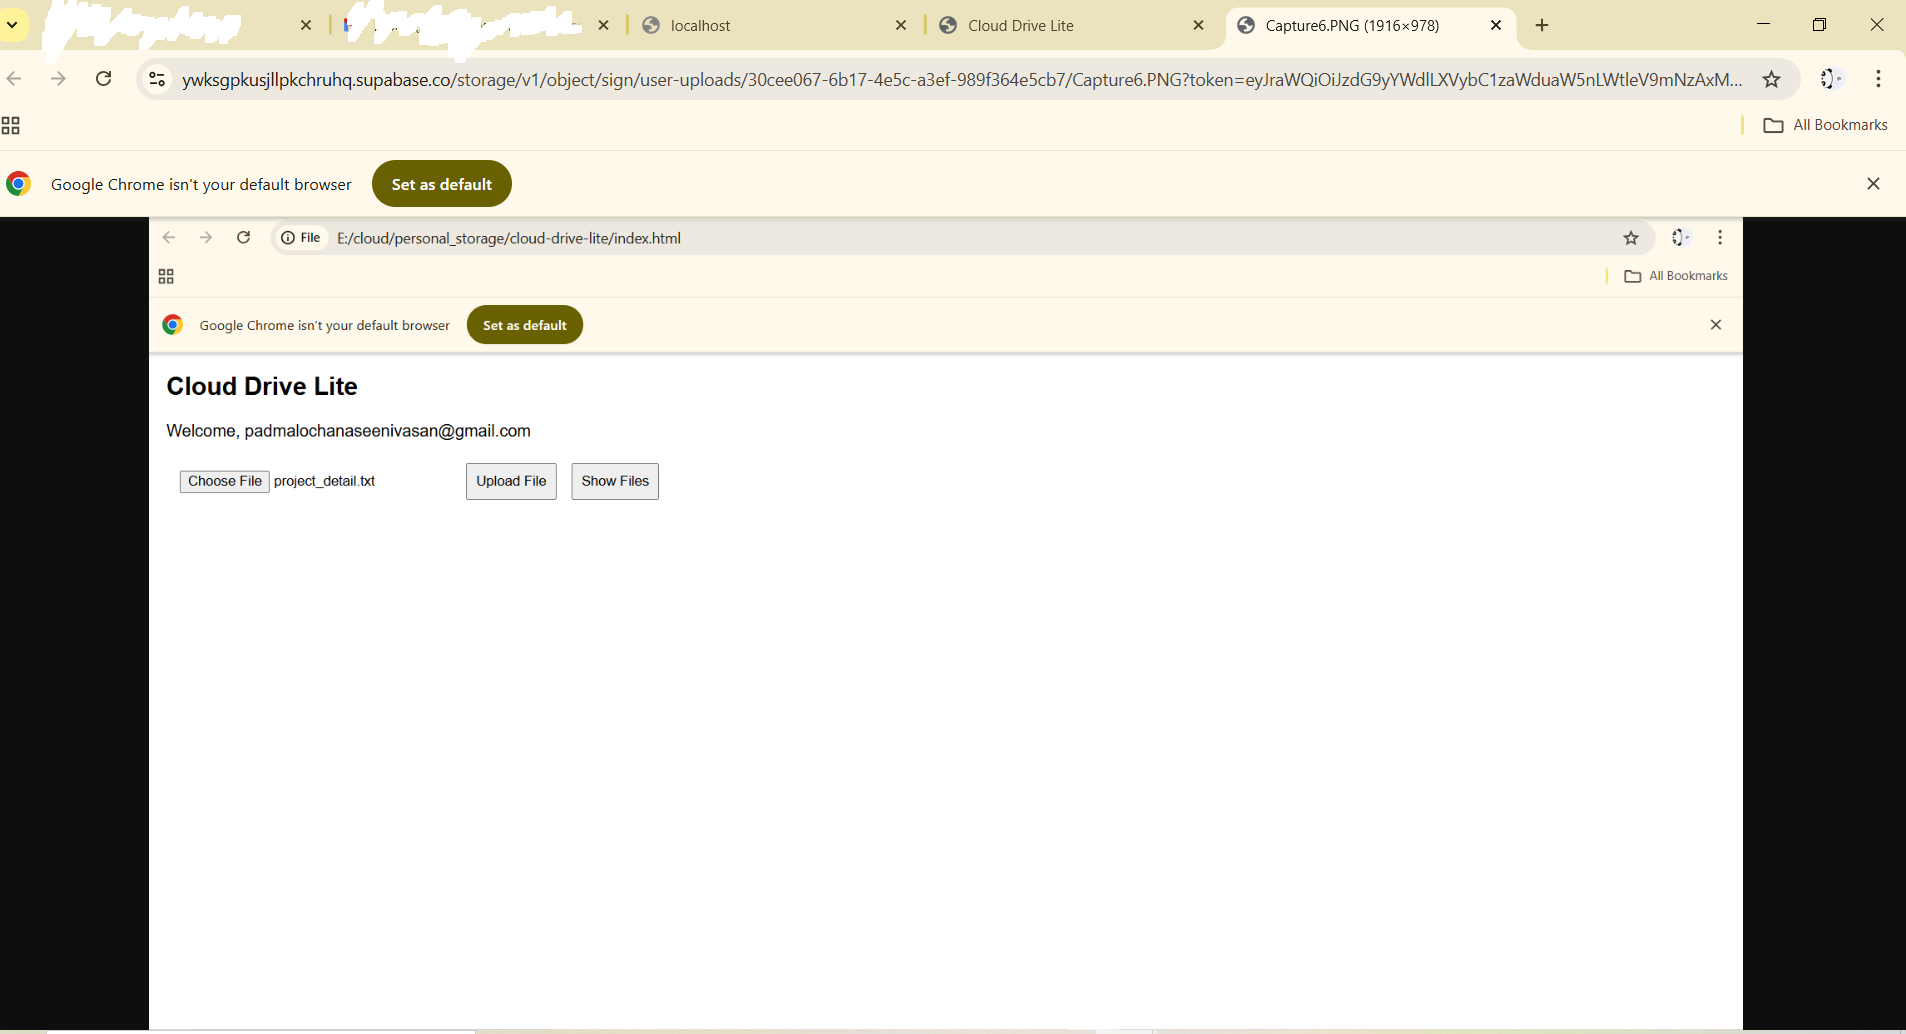 localhost
Cloud Drive Lite
Capture6.PNG (1916×978)
ywksgpkusjllpkchruhq.supabase.co/storage/v1/object/sign/user-uploads/30cee067-6b17-4e5c-a3ef-989f364e5cb7/Capture6.PNG?token=eyJraWQiOiJzdG9yYWdlLXVybC1zaWduaW5nLWtleV9mNzAxM...
All Bookmarks
Google Chrome isn't your default browser Set as default
File E:/cloud/personal_storage/cloud-drive-lite/index.html
All Bookmarks
Google Chrome isn't your default browser Set as default
Cloud Drive Lite
Welcome, padmalochanaseenivasan@gmail.com
Choose File project_detail.txt Upload File Show Files